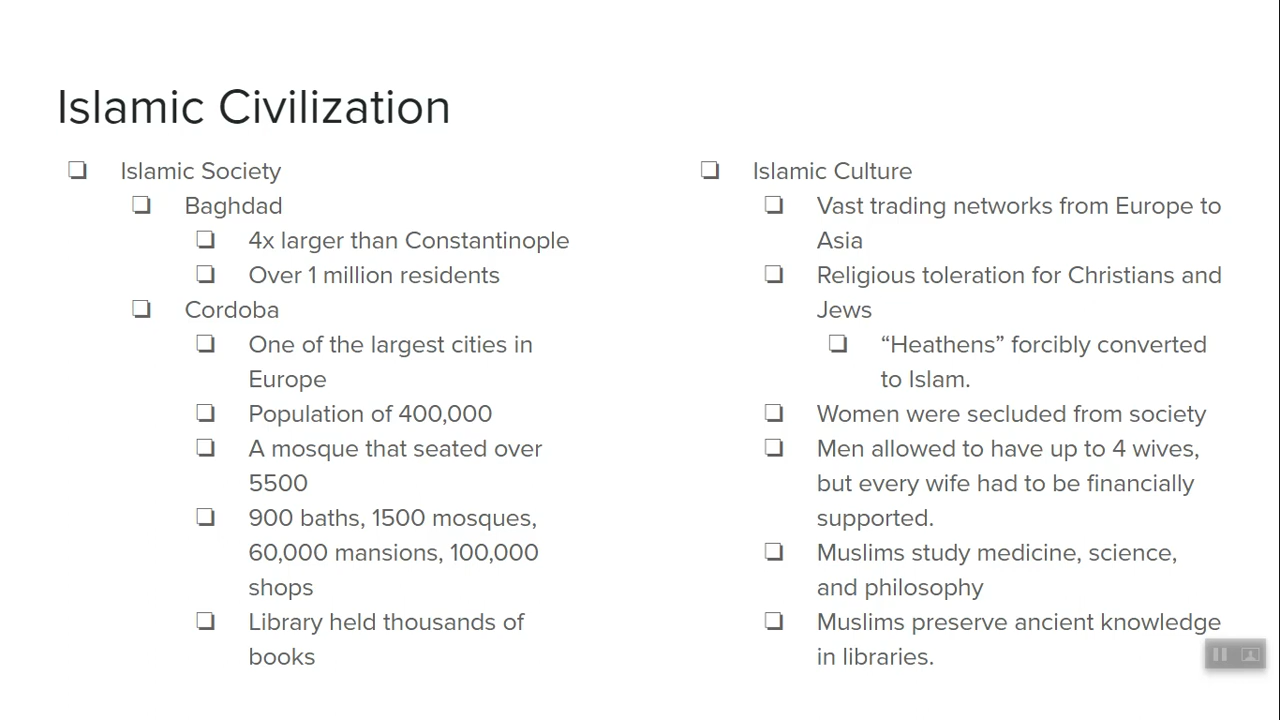 Islamic Civilization
Islamic Society
Baghdad
4x larger than Constantinople
Over 1 million residents
Cordoba
One of the largest cities in
Europe
Population of 400,000
A mosque that seated over
5500
900 baths, 1500 mosques,
60,000 mansions, 100,000
shops
Library held thousands of
books
Islamic Culture
Vast trading networks from Europe to
Asia
Religious toleration for Christians and
Jews
“Heathens” forcibly converted
to Islam.
Women were secluded from society
Men allowed to have up to 4 wives,
but every wife had to be financially
supported.
Muslims study medicine, science,
and philosophy
Muslims preserve ancient knowledge
in libraries.